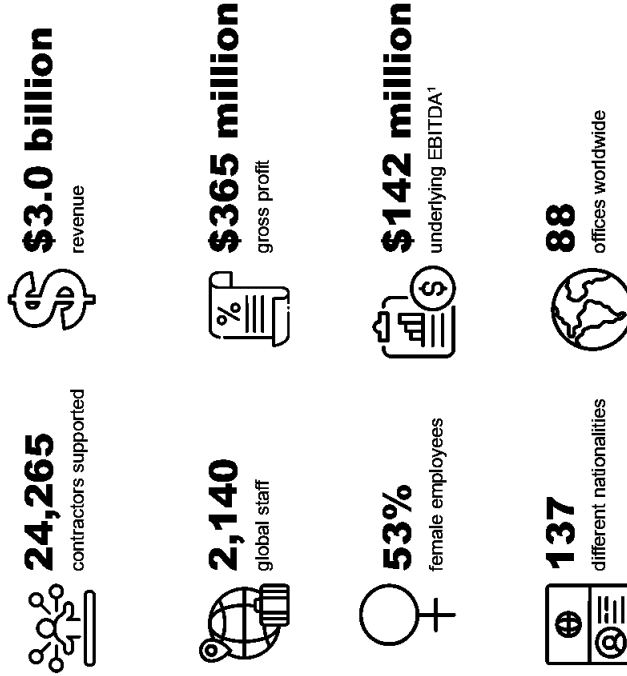 24,265
contractors supported
$3.0 billion
revenue
2,140
global staff
$365 million
gross profit
53%
female employees
$142 million
underlying EBITDA¹
137
different nationalities
88
offices worldwide